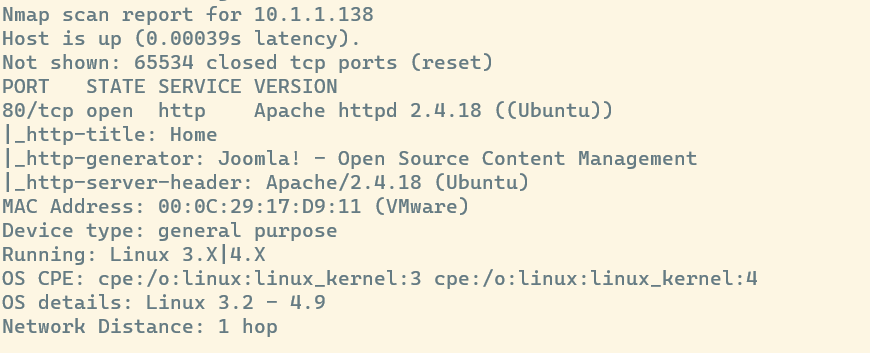 Nmap scan report for 10.1.1.138
Host is up (0.00039s latency).
Not shown: 65534 closed tcp ports (reset)
PORT   STATE SERVICE VERSION
80/tcp open  http    Apache httpd 2.4.18 ((Ubuntu))
|_http-title: Home
|_http-generator: Joomla! - Open Source Content Management
|_http-server-header: Apache/2.4.18 (Ubuntu)
MAC Address: 00:0C:29:17:D9:11 (VMware)
Device type: general purpose
Running: Linux 3.X|4.X
OS CPE: cpe:/o:linux:linux_kernel:3 cpe:/o:linux:linux_kernel:4
OS details: Linux 3.2 - 4.9
Network Distance: 1 hop